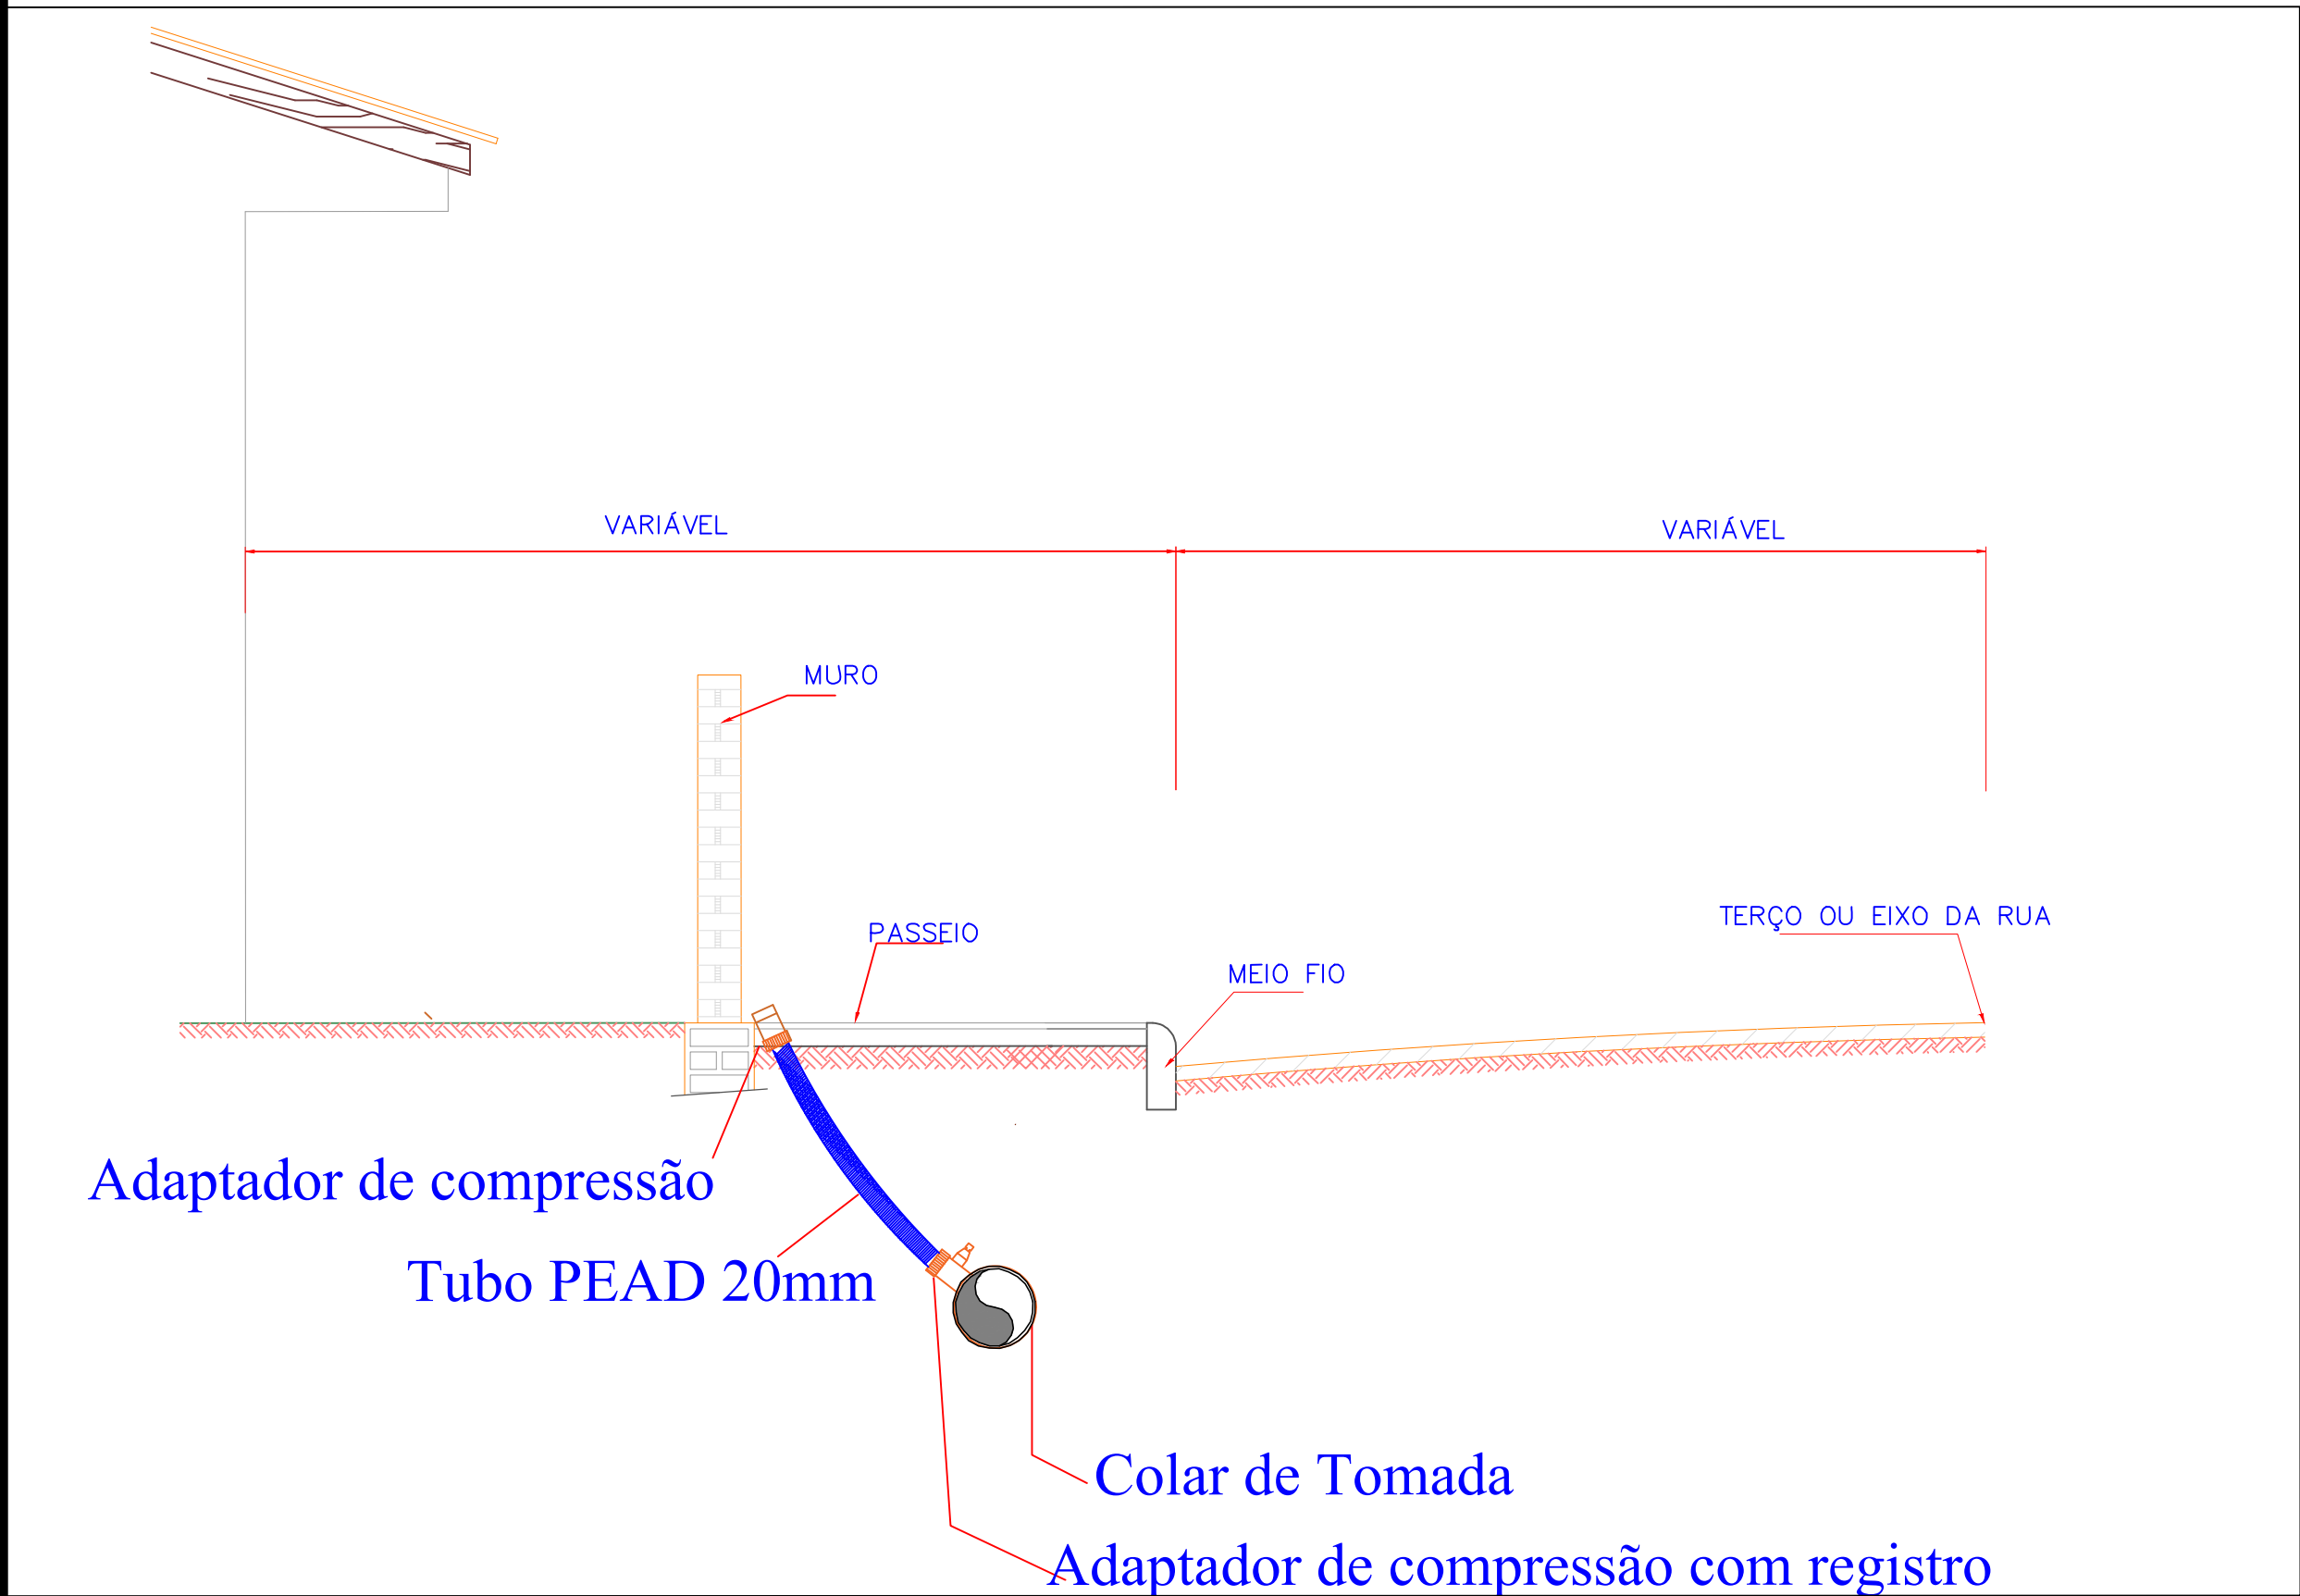 VARIÁVEL
VARIÁVEL
MURO
PASSEIO
TERÇO OU EIXO DA RUA
MEIO FIO
Adaptador de compressão
Tubo PEAD 20mm
Colar de Tomada
Adaptador de compressão com registro